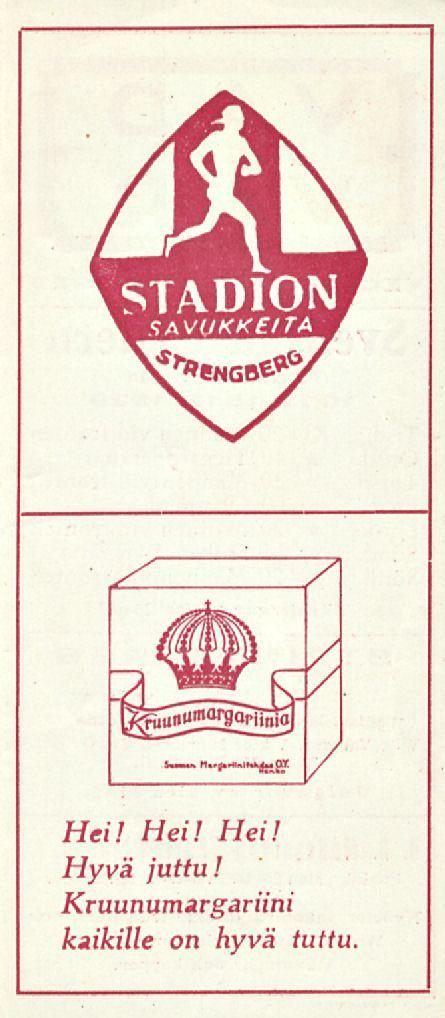 STADION
SAVUKKEITA
STRENGBERG
Kruunumargariinia
Suomen Margariinitehdas O.Y.
Hanko
Hei! Hei! Hei!
Hyvä juttu!
Kruunumargariini
kaikille on hyvä tuttu.